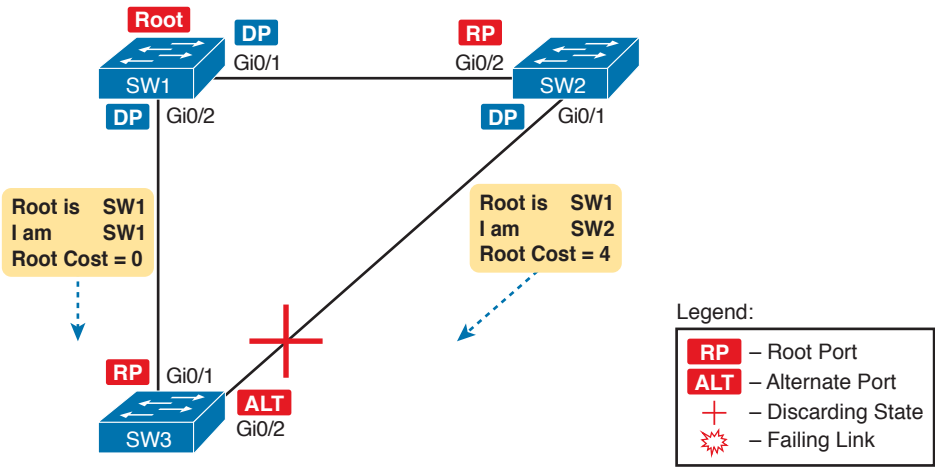 Root
DP
RP
Gi0/1
Gi0/2
SW1
SW2
DP
Gi0/2
DP
Gi0/1
Root is SW1
I am SW1
Root Cost = 0
Root is SW1
I am SW2
Root Cost = 4
RP
Gi0/1
ALT
Gi0/2
SW3
Legend:
RP – Root Port
ALT – Alternate Port
– Discarding State
– Failing Link